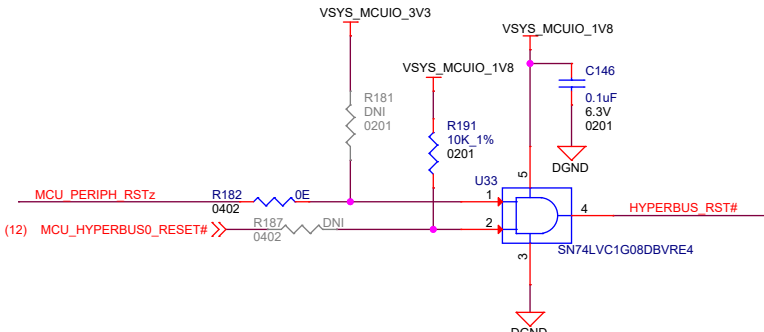 VSYS_MCUIO_3V3
VSYS_MCUIO_1V8
VSYS_MCUIO_1V8
R181
DNI
0201
R191
10K_1%
0201
C146
0.1uF
6.3V
0201
DGND
MCU_PERIPH_RSTz
R182
0E
0402
(12) MCU_HYPERBUS0_RESET#
R187
DNI
0402
U33
1
2
5
4
3
HYPERBUS_RST#
SN74LVC1G08DBVRE4
DGND